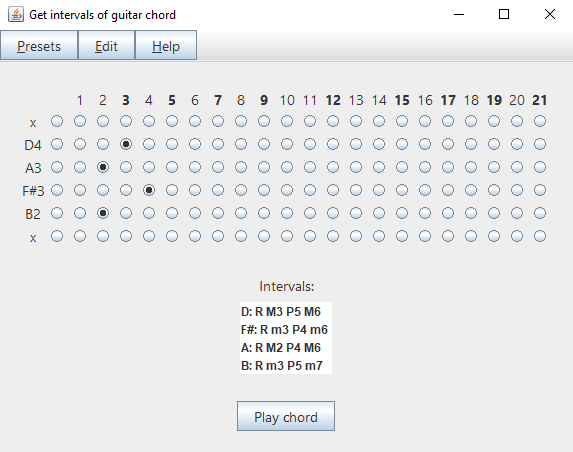 Get intervals of guitar chord
Presets Edit Help
1 2 3 4 5 6 7 8 9 10 11 12 13 14 15 16 17 18 19 20 21
x
D4
A3
F#3
B2
x
Intervals:
D: R M3 P5 M6
F#: R m3 P4 m6
A: R M2 P4 M6
B: R m3 P5 m7
Play chord